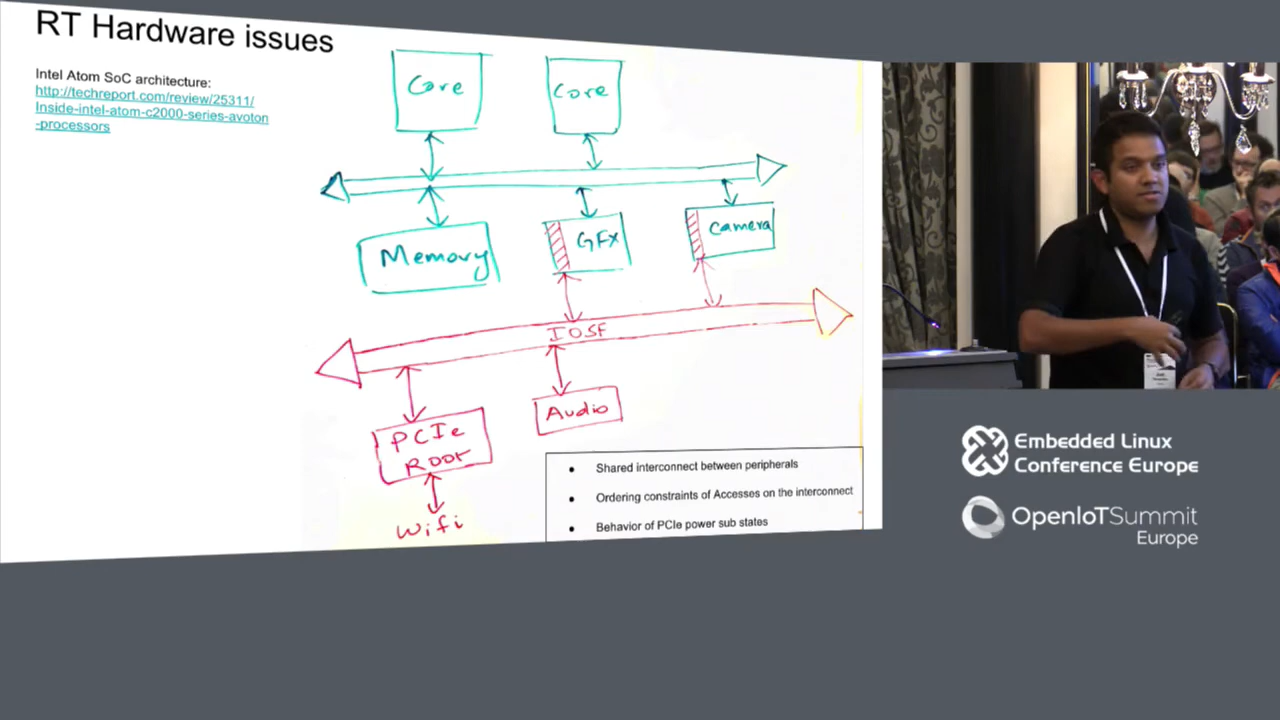 RT Hardware issues
Intel Atom SoC architecture:
http://techreport.com/review/25311/
Inside-intel-atom-c2000-series-avoton
-processors
Core
Core
Memory
GFX
Camera
IOSF
PCIe
Root
Audio
Wifi
Shared interconnect between peripherals
Ordering constraints of Accesses on the interconnect
Behavior of PCIe power sub states
Embedded Linux
Conference Europe
OpenIoTSummit
Europe